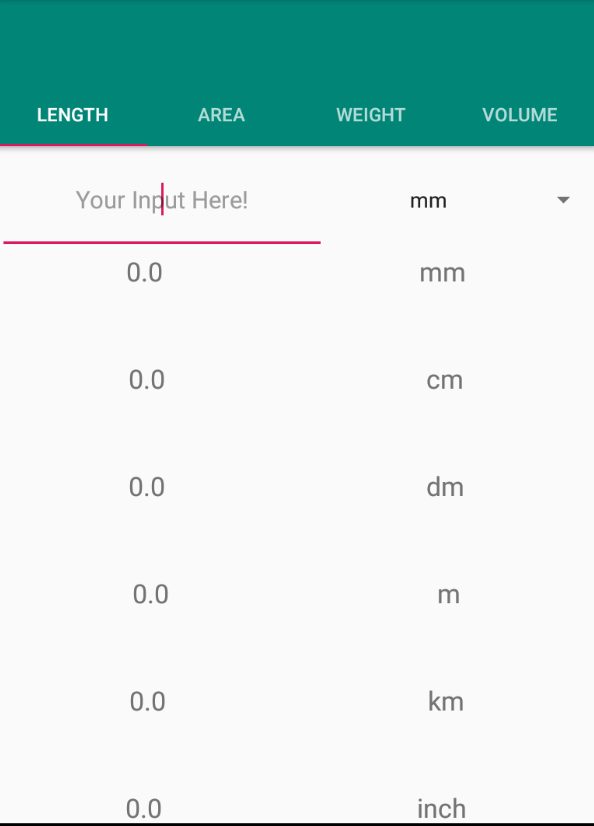 LENGTH AREA WEIGHT VOLUME
Your Input Here! mm
0.0 mm
0.0 cm
0.0 dm
0.0 m
0.0 km
0.0 inch